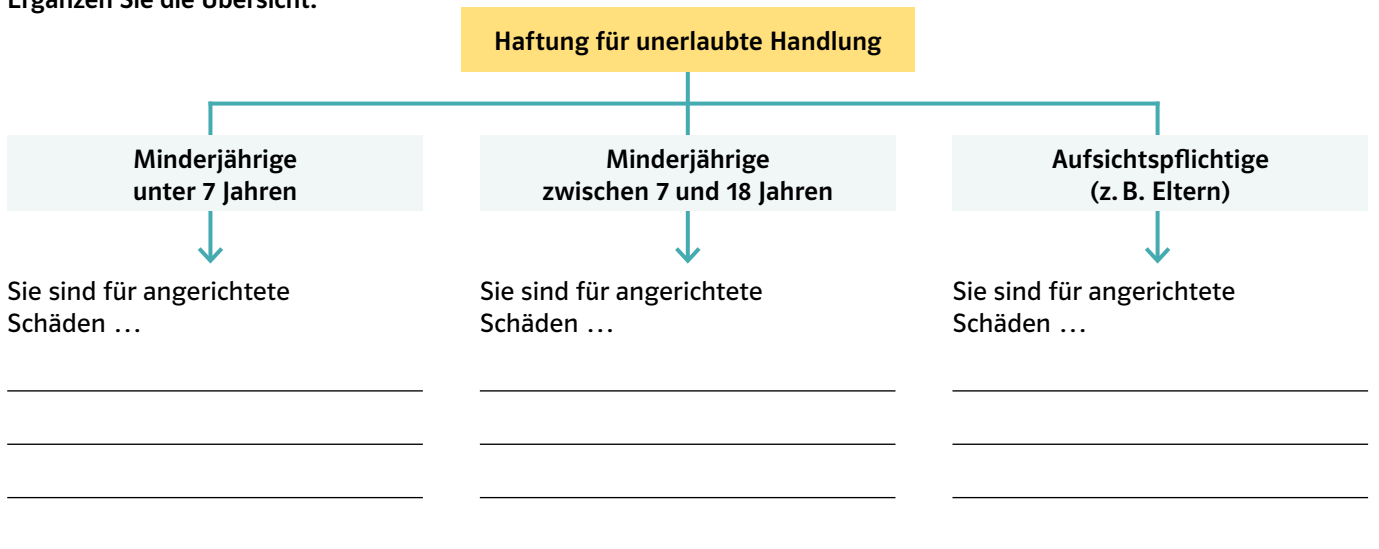 Ergänzen Sie die Übersicht.
Haftung für unerlaubte Handlung
Minderjährige
unter 7 Jahren
Sie sind für angerichtete
Schäden …
Minderjährige
zwischen 7 und 18 Jahren
Sie sind für angerichtete
Schäden …
Aufsichtspflichtige
(z. B. Eltern)
Sie sind für angerichtete
Schäden …